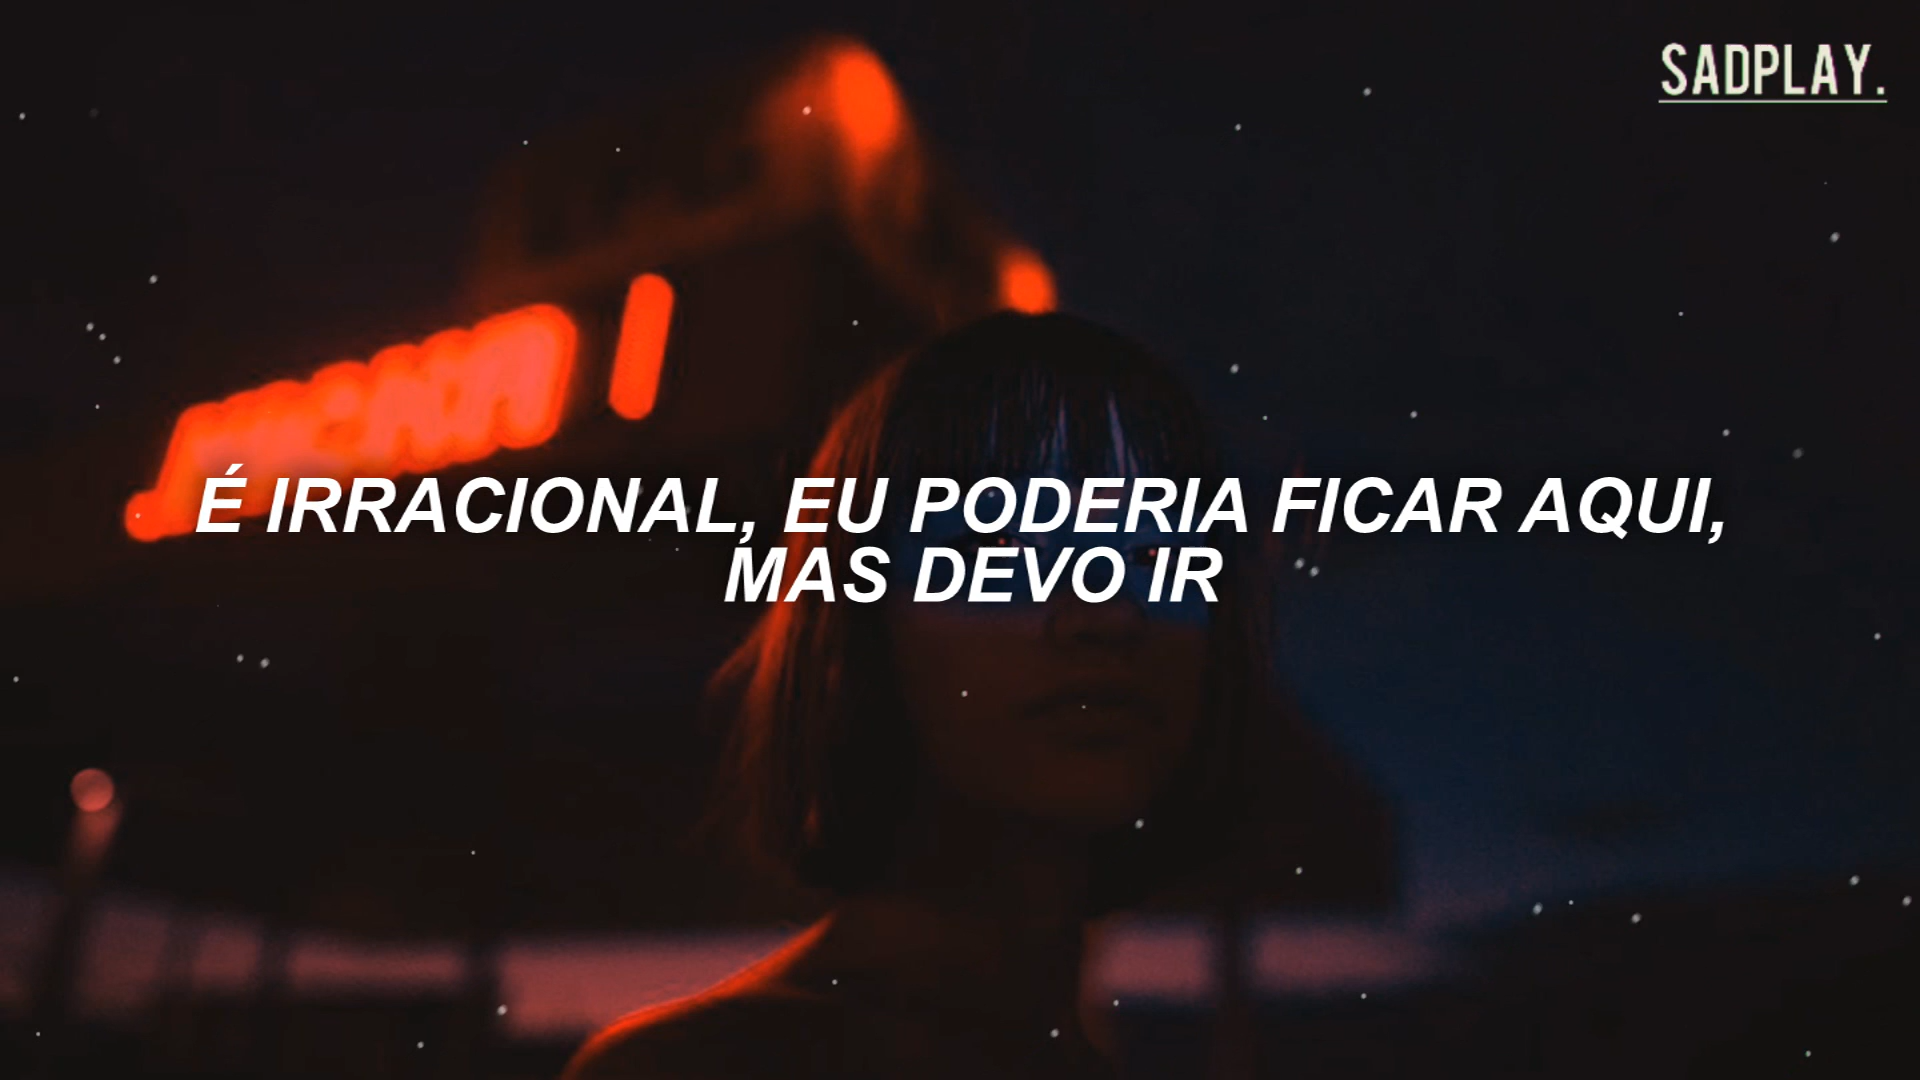 SADPLAY.
É IRRACIONAL, EU PODERIA FICAR AQUI,
MAS DEVO IR